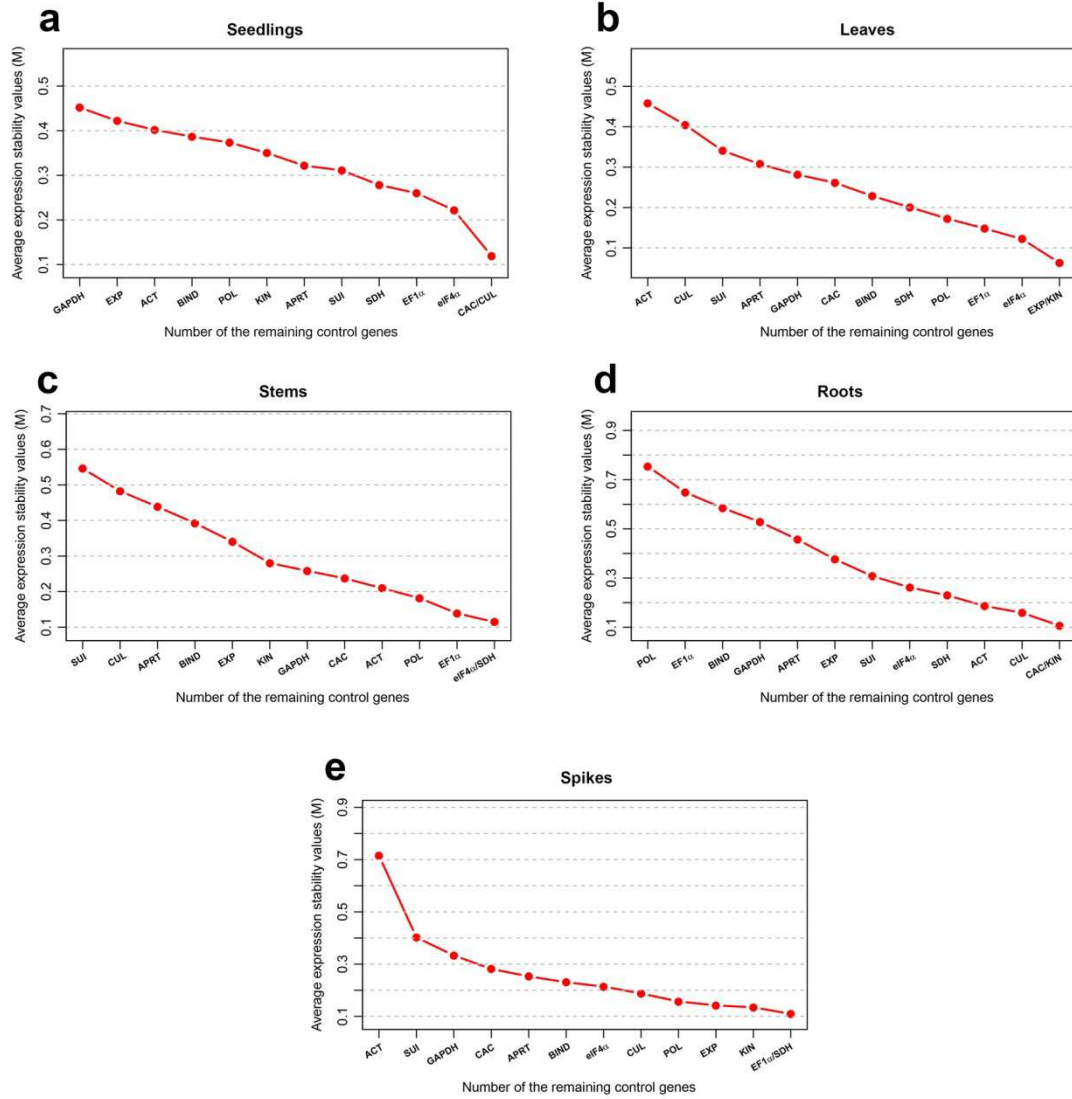 a
Seedlings
Average expression stability values (M)
0.5
0.4
0.3
0.2
0.1
GAPDH EXP ACT BIND POL KIN APRT SUI SDH EF1α eIF4α CAC/CUL
Number of the remaining control genes
b
Leaves
Average expression stability values (M)
0.5
0.4
0.3
0.2
0.1
ACT CUL SUI APRT GAPDH CAC BIND SDH POL EF1α eIF4α EXP/KIN
Number of the remaining control genes
c
Stems
Average expression stability values (M)
0.7
0.6
0.5
0.4
0.3
0.2
0.1
SUI CUL APRT BIND EXP KIN GAPDH CAC ACT POL EF1α eIF4α/SDH
Number of the remaining control genes
d
Roots
Average expression stability values (M)
0.9
0.7
0.5
0.3
0.1
POL EF1α BIND GAPDH APRT EXP SUI eIF4α SDH ACT CUL CAC/KIN
Number of the remaining control genes
e
Spikes
Average expression stability values (M)
0.9
0.7
0.5
0.3
0.1
ACT SUI GAPDH CAC APRT BIND eIF4α CUL POL EXP KIN EF1α/SDH
Number of the remaining control genes